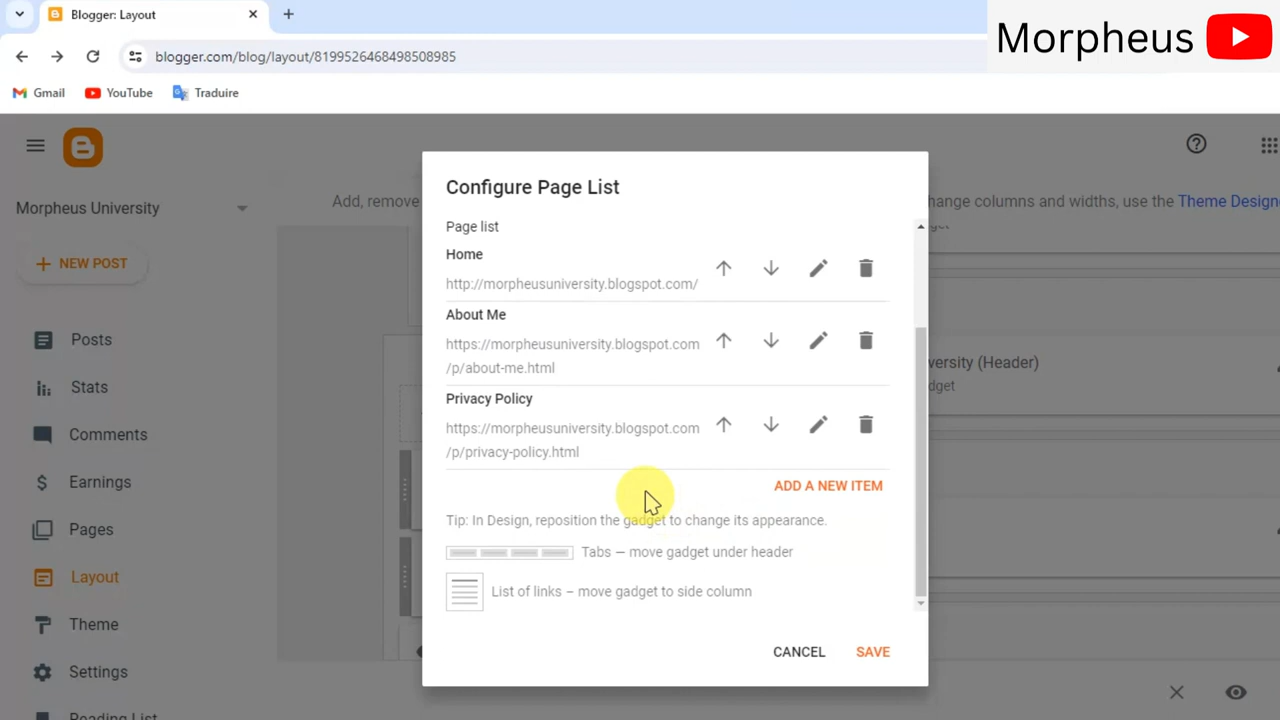 Blogger: Layout
Morpheus
blogger.com/blog/layout/8199526468498508985
Gmail
YouTube
Traduire
Morpheus University
Add, remove
hange columns and widths, use the Theme Design
NEW POST
Posts
Stats
Comments
Earnings
Pages
Layout
Theme
Settings
Reading List
Configure Page List
Page list
Home
http://morpheusuniversity.blogspot.com/
About Me
https://morpheusuniversity.blogspot.com
/p/about-me.html
Privacy Policy
https://morpheusuniversity.blogspot.com
/p/privacy-policy.html
ADD A NEW ITEM
Tip: In Design, reposition the gadget to change its appearance.
Tabs – move gadget under header
List of links – move gadget to side column
CANCEL
SAVE
versity (Header)
dget